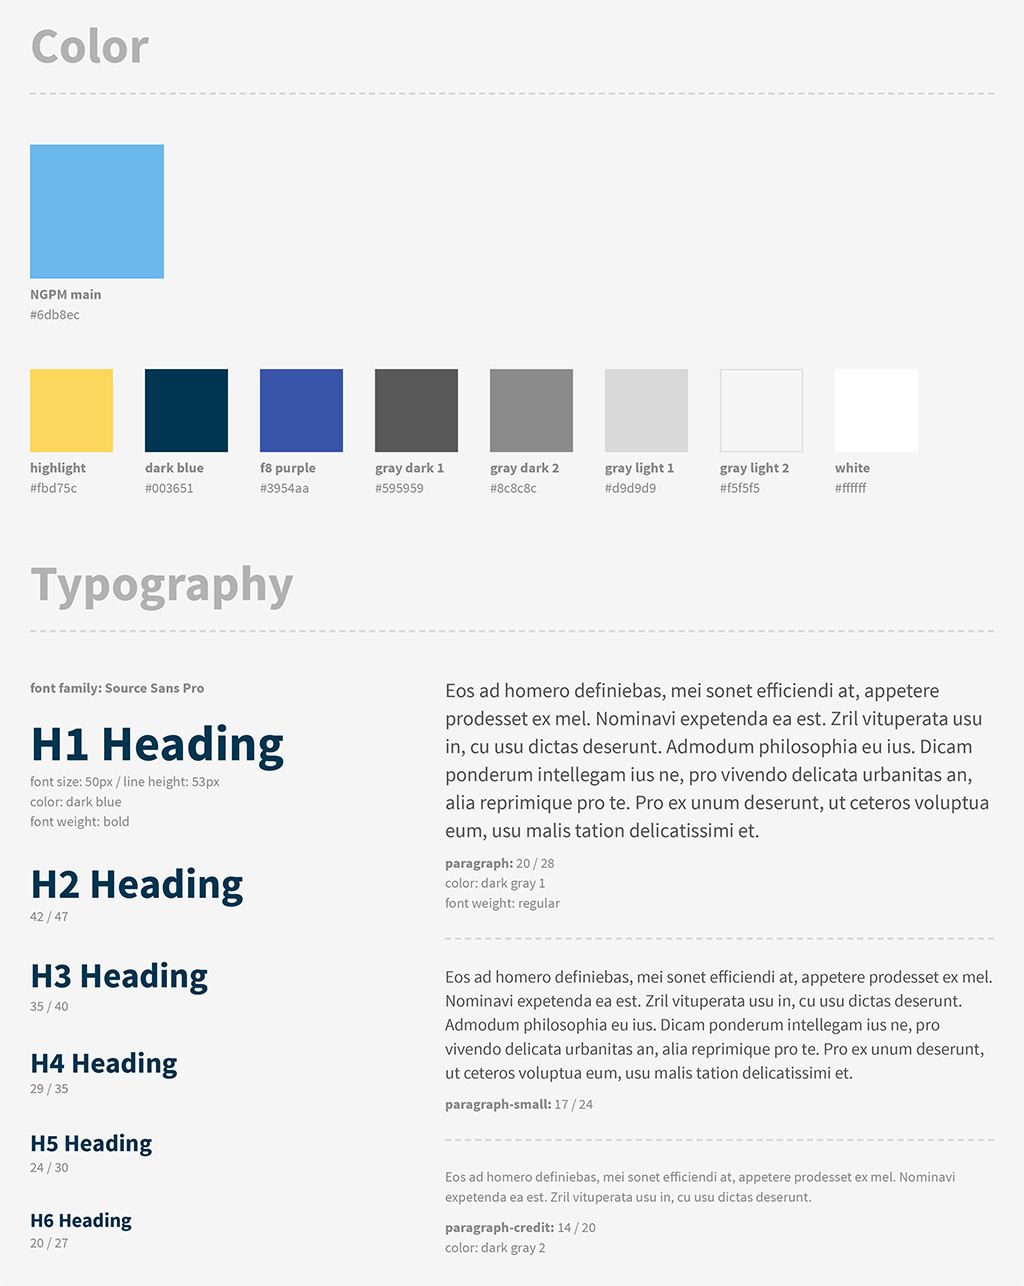 Color
NGPM main
#6db8ec
highlight
#fbd75c
dark blue
#003651
f8 purple
#3954aa
gray dark 1
#595959
gray dark 2
#8c8c8c
gray light 1
#d9d9d9
gray light 2
#f5f5f5
white
#ffffff
Typography
font family: Source Sans Pro
H1 Heading
font size: 50px / line height: 53px
color: dark blue
font weight: bold
H2 Heading
42 / 47
H3 Heading
35 / 40
H4 Heading
29 / 35
H5 Heading
24 / 30
H6 Heading
20 / 27
Eos ad homero definiebas, mei sonet efficiendi at, appetere
prodesset ex mel. Nominavi expetenda ea est. Zril vituperata usu
in, cu usu dictas deserunt. Admodum philosophia eu ius. Dicam
ponderum intellegam ius ne, pro vivendo delicata urbanitas an,
alia reprimique pro te. Pro ex unum deserunt, ut ceteros voluptua
eum, usu malis tation delicatissimi et.
paragraph: 20 / 28
color: dark gray 1
font weight: regular
Eos ad homero definiebas, mei sonet efficiendi at, appetere prodesset ex mel.
Nominavi expetenda ea est. Zril vituperata usu in, cu usu dictas deserunt.
Admodum philosophia eu ius. Dicam ponderum intellegam ius ne, pro
vivendo delicata urbanitas an, alia reprimique pro te. Pro ex unum deserunt,
ut ceteros voluptua eum, usu malis tation delicatissimi et.
paragraph-small: 17 / 24
Eos ad homero definiebas, mei sonet efficiendi at, appetere prodesset ex mel. Nominavi
expetenda ea est. Zril vituperata usu in, cu usu dictas deserunt.
paragraph-credit: 14 / 20
color: dark gray 2